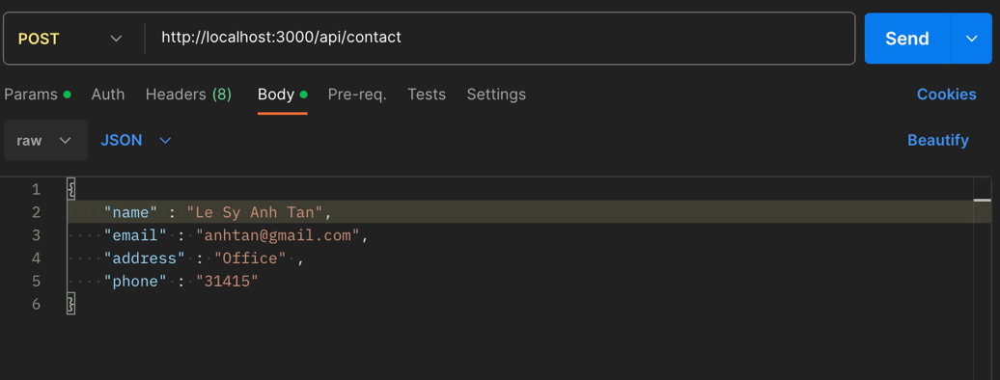 POST http://localhost:3000/api/contact Send
Params Auth Headers (8) Body Pre-req. Tests Settings Cookies
raw JSON Beautify
1 {
2 "name" : "Le Sy Anh Tan",
3 "email" : "anhtan@gmail.com",
4 "address" : "Office" ,
5 "phone" : "31415"
6 }